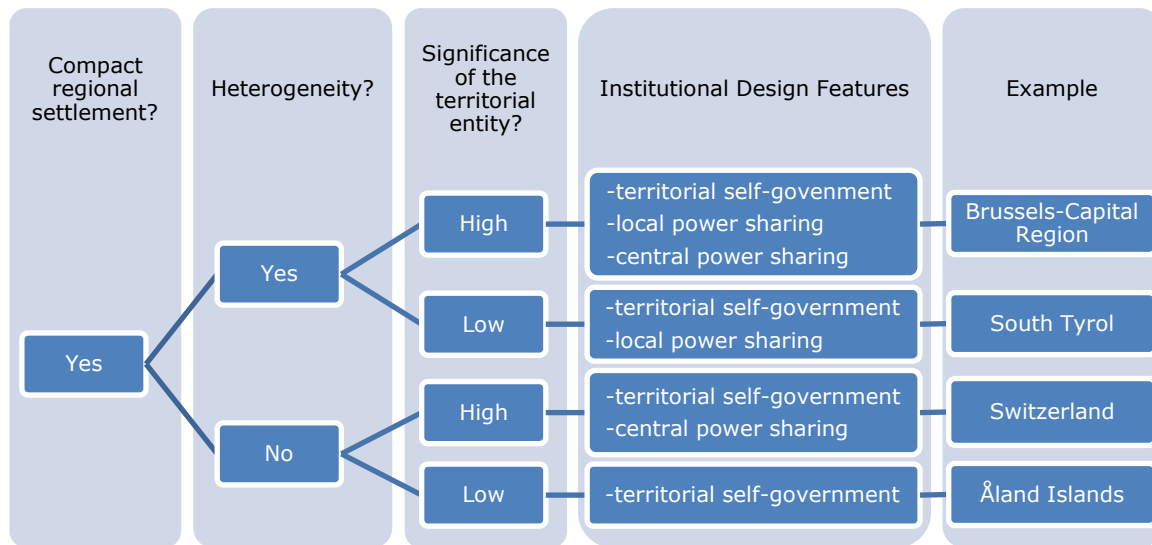 Compact
regional
settlement?
Heterogeneity?
Significance
of the
territorial
entity?
Institutional Design Features
Example
Yes
Yes
High
-territorial self-govenment
-local power sharing
-central power sharing
Brussels-Capital
Region
Low
-territorial self-government
-local power sharing
South Tyrol
No
High
-territorial self-government
-central power sharing
Switzerland
Low
-territorial self-government
Åland Islands